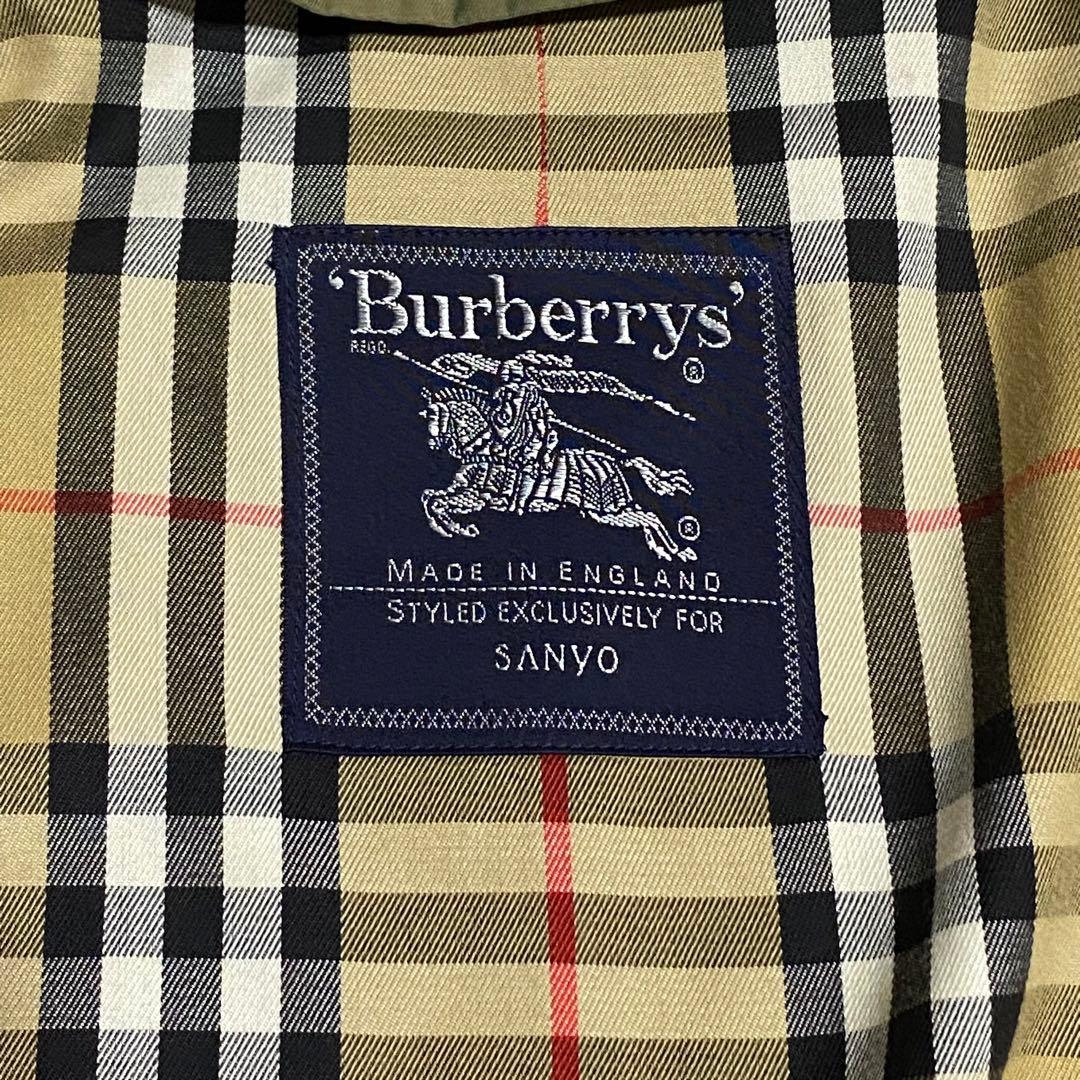 ‘Burberrys’
REGD.
®
®
MADE IN ENGLAND
STYLED EXCLUSIVELY FOR
SANyO